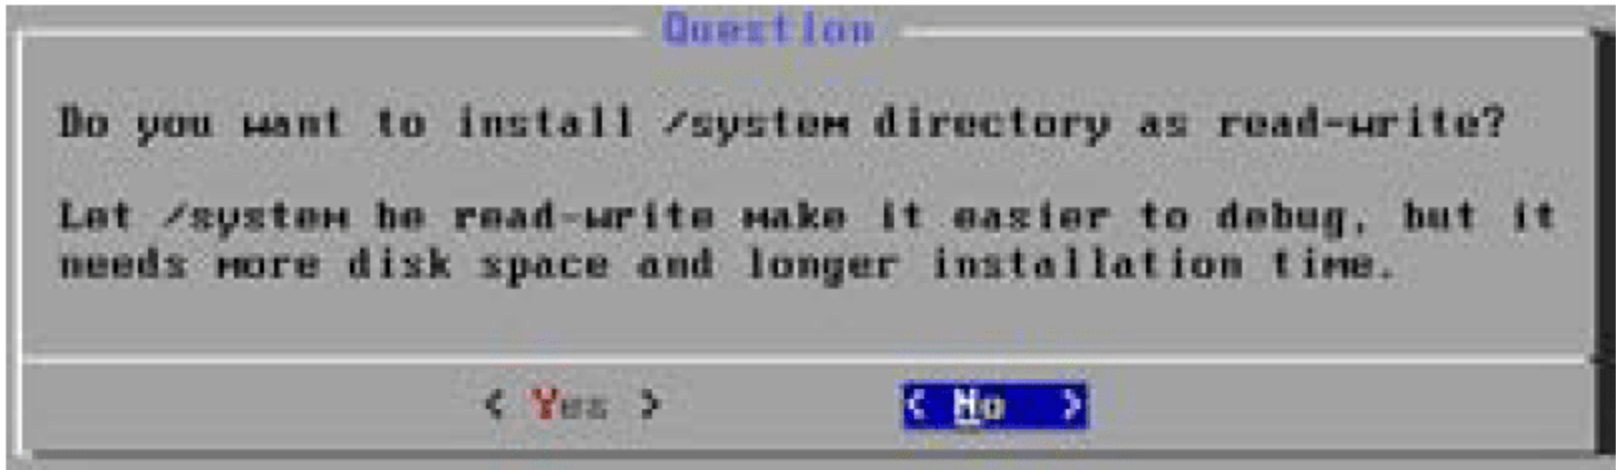 Question
Do you want to install /system directory as read-write?
Let /system be read-write make it easier to debug, but it
needs more disk space and longer installation time.
< Yes > < No >